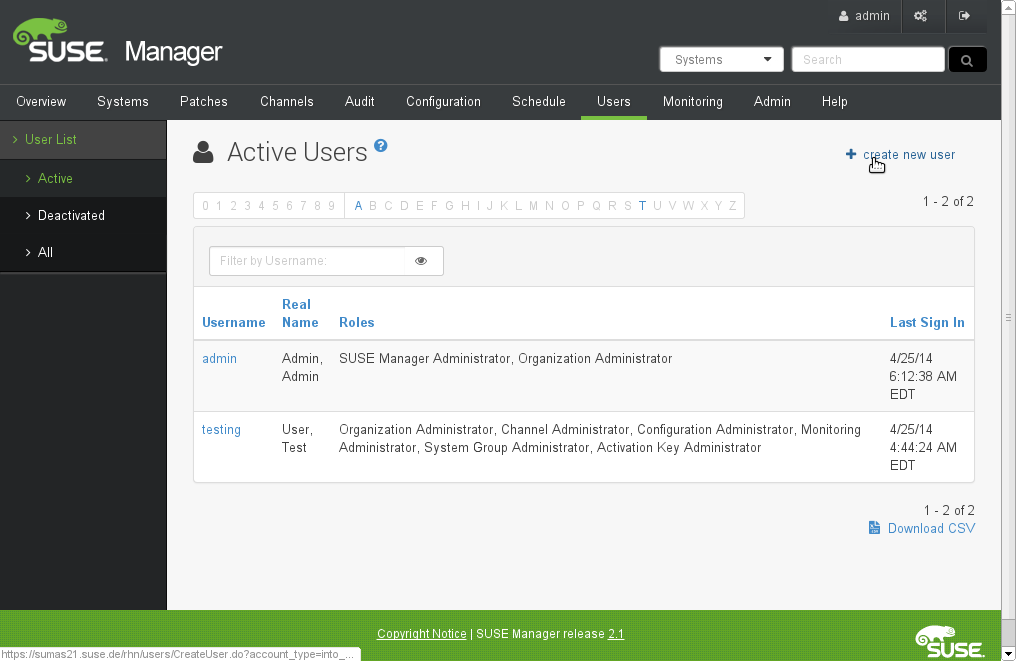 admin
SUSE
Manager
Systems
Search
Overview Systems Patches Channels Audit Configuration Schedule Users Monitoring Admin Help
User List
Active
Deactivated
All
Active Users ?
create new user
0 1 2 3 4 5 6 7 8 9 A B C D E F G H I J K L M N O P Q R S T U V W X Y Z
1 - 2 of 2
Filter by Username:
Username Real Name Roles Last Sign In
admin Admin, SUSE Manager Administrator, Organization Administrator 4/25/14
Admin 6:12:38 AM
EDT
testing User, Organization Administrator, Channel Administrator, Configuration Administrator, Monitoring 4/25/14
Test Administrator, System Group Administrator, Activation Key Administrator 4:44:24 AM
EDT
1 - 2 of 2
Download CSV
Copyright Notice | SUSE Manager release 2.1
SUSE
https://sumas21.suse.de/rhn/users/CreateUser.do?account_type=into_...